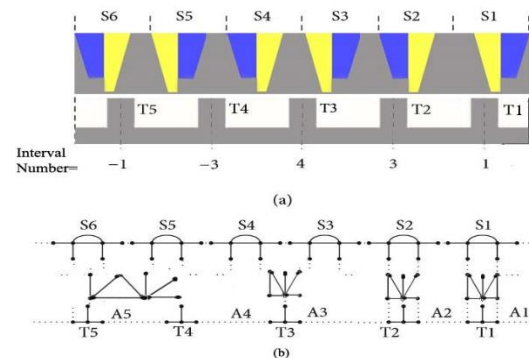 S6 S5 S4 S3 S2 S1
T5 T4 T3 T2 T1
Interval
Number= −1 −3 4 3 1
(a)
S6 S5 S4 S3 S2 S1
A5 A4 A3 A2 A1
T5 T4 T3 T2 T1
(b)